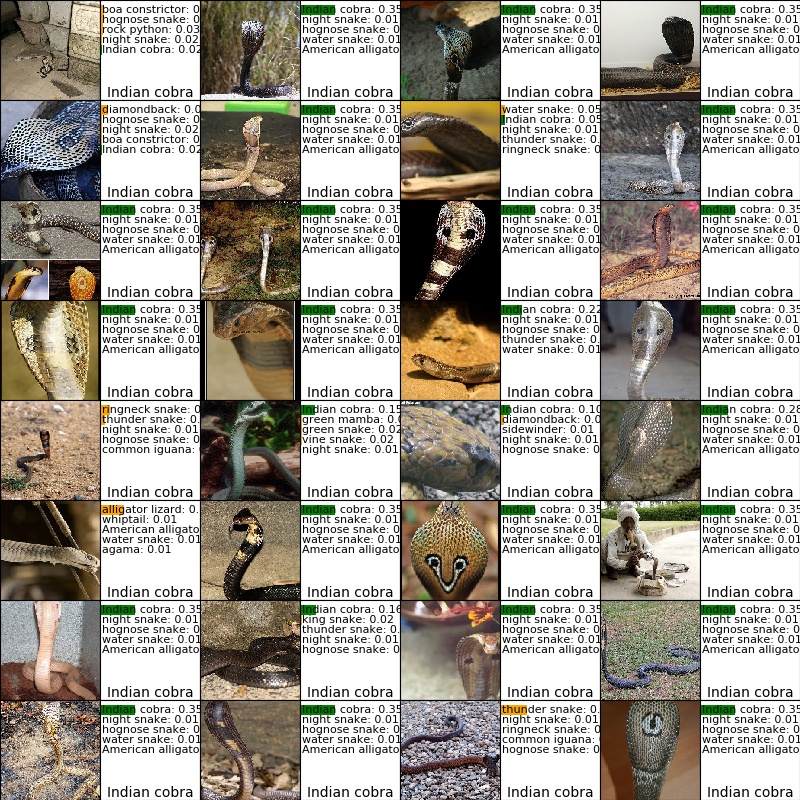 boa constrictor: 0
hognose snake: 0
rock python: 0.03
night snake: 0.02
Indian cobra: 0.02
Indian cobra
Indian cobra: 0.35
night snake: 0.01
hognose snake: 0
water snake: 0.01
American alligato
Indian cobra
Indian cobra: 0.35
night snake: 0.01
hognose snake: 0
water snake: 0.01
American alligato
Indian cobra
Indian cobra: 0.35
night snake: 0.01
hognose snake: 0
water snake: 0.01
American alligato
Indian cobra
diamondback: 0.0
hognose snake: 0
night snake: 0.02
boa constrictor: 0
Indian cobra: 0.02
Indian cobra
Indian cobra: 0.35
night snake: 0.01
hognose snake: 0
water snake: 0.01
American alligato
Indian cobra
water snake: 0.05
Indian cobra: 0.05
night snake: 0.01
thunder snake: 0.
ringneck snake: 0
Indian cobra
Indian cobra: 0.35
night snake: 0.01
hognose snake: 0
water snake: 0.01
American alligato
Indian cobra
Indian cobra: 0.35
night snake: 0.01
hognose snake: 0
water snake: 0.01
American alligato
Indian cobra
Indian cobra: 0.35
night snake: 0.01
hognose snake: 0
water snake: 0.01
American alligato
Indian cobra
Indian cobra: 0.35
night snake: 0.01
hognose snake: 0
water snake: 0.01
American alligato
Indian cobra
Indian cobra: 0.35
night snake: 0.01
hognose snake: 0
water snake: 0.01
American alligato
Indian cobra
Indian cobra: 0.35
night snake: 0.01
hognose snake: 0
water snake: 0.01
American alligato
Indian cobra
Indian cobra: 0.35
night snake: 0.01
hognose snake: 0
water snake: 0.01
American alligato
Indian cobra
Indian cobra: 0.22
night snake: 0.01
hognose snake: 0
thunder snake: 0.
water snake: 0.01
Indian cobra
Indian cobra: 0.35
night snake: 0.01
hognose snake: 0
water snake: 0.01
American alligato
Indian cobra
ringneck snake: 0
thunder snake: 0.
night snake: 0.01
hognose snake: 0
common iguana:
Indian cobra
Indian cobra: 0.15
green mamba: 0.0
green snake: 0.02
vine snake: 0.02
night snake: 0.01
Indian cobra
Indian cobra: 0.10
diamondback: 0.0
sidewinder: 0.01
night snake: 0.01
hognose snake: 0
Indian cobra
Indian cobra: 0.28
night snake: 0.01
hognose snake: 0
water snake: 0.01
American alligato
Indian cobra
alligator lizard: 0.
whiptail: 0.01
American alligato
water snake: 0.01
agama: 0.01
Indian cobra
Indian cobra: 0.35
night snake: 0.01
hognose snake: 0
water snake: 0.01
American alligato
Indian cobra
Indian cobra: 0.35
night snake: 0.01
hognose snake: 0
water snake: 0.01
American alligato
Indian cobra
Indian cobra: 0.35
night snake: 0.01
hognose snake: 0
water snake: 0.01
American alligato
Indian cobra
Indian cobra: 0.35
night snake: 0.01
hognose snake: 0
water snake: 0.01
American alligato
Indian cobra
Indian cobra: 0.16
king snake: 0.02
thunder snake: 0.
night snake: 0.01
hognose snake: 0
Indian cobra
Indian cobra: 0.35
night snake: 0.01
hognose snake: 0
water snake: 0.01
American alligato
Indian cobra
Indian cobra: 0.35
night snake: 0.01
hognose snake: 0
water snake: 0.01
American alligato
Indian cobra
Indian cobra: 0.35
night snake: 0.01
hognose snake: 0
water snake: 0.01
American alligato
Indian cobra
Indian cobra: 0.35
night snake: 0.01
hognose snake: 0
water snake: 0.01
American alligato
Indian cobra
thunder snake: 0.
night snake: 0.01
ringneck snake: 0
common iguana:
hognose snake: 0
Indian cobra
Indian cobra: 0.35
night snake: 0.01
hognose snake: 0
water snake: 0.01
American alligato
Indian cobra